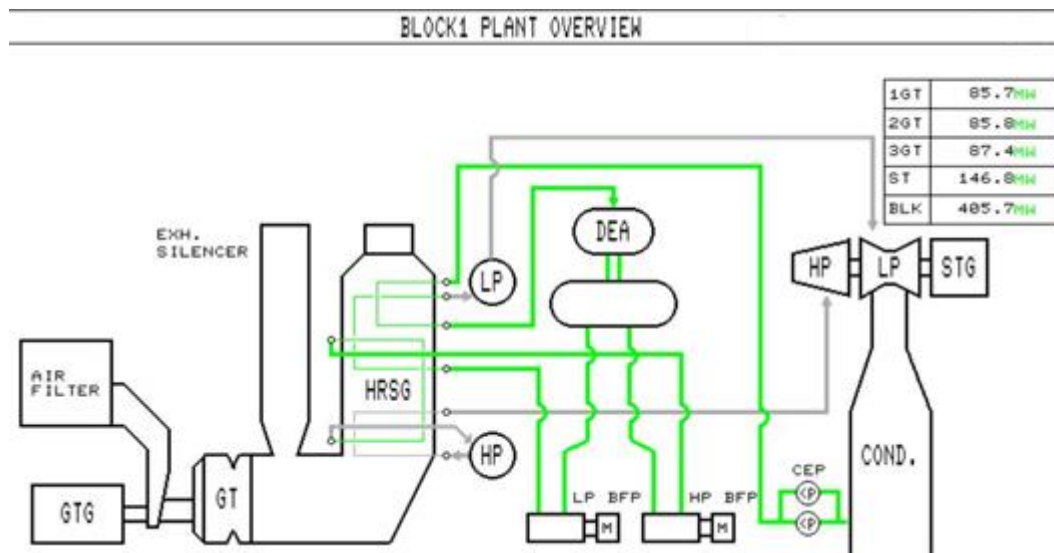 BLOCK1 PLANT OVERVIEW
1GT 85.7MW
2GT 85.8MW
3GT 87.4MW
ST 146.8MW
BLK 405.7MW
EXH.
SILENCER
DEA
LP
HP LP STG
AIR
FILTER
HRSG
HP
COND.
CEP
P
P
GT
GTG
LP BFP HP BFP
M M